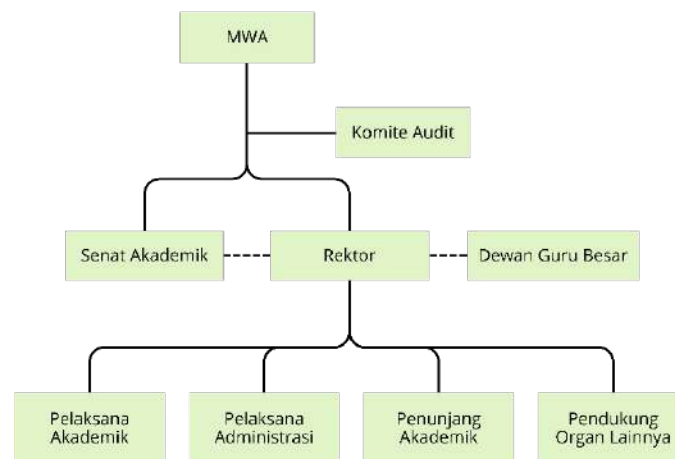 MWA
Komite Audit
Senat Akademik
Rektor
Dewan Guru Besar
Pelaksana
Akademik
Pelaksana
Administrasi
Penunjang
Akademik
Pendukung
Organ Lainnya